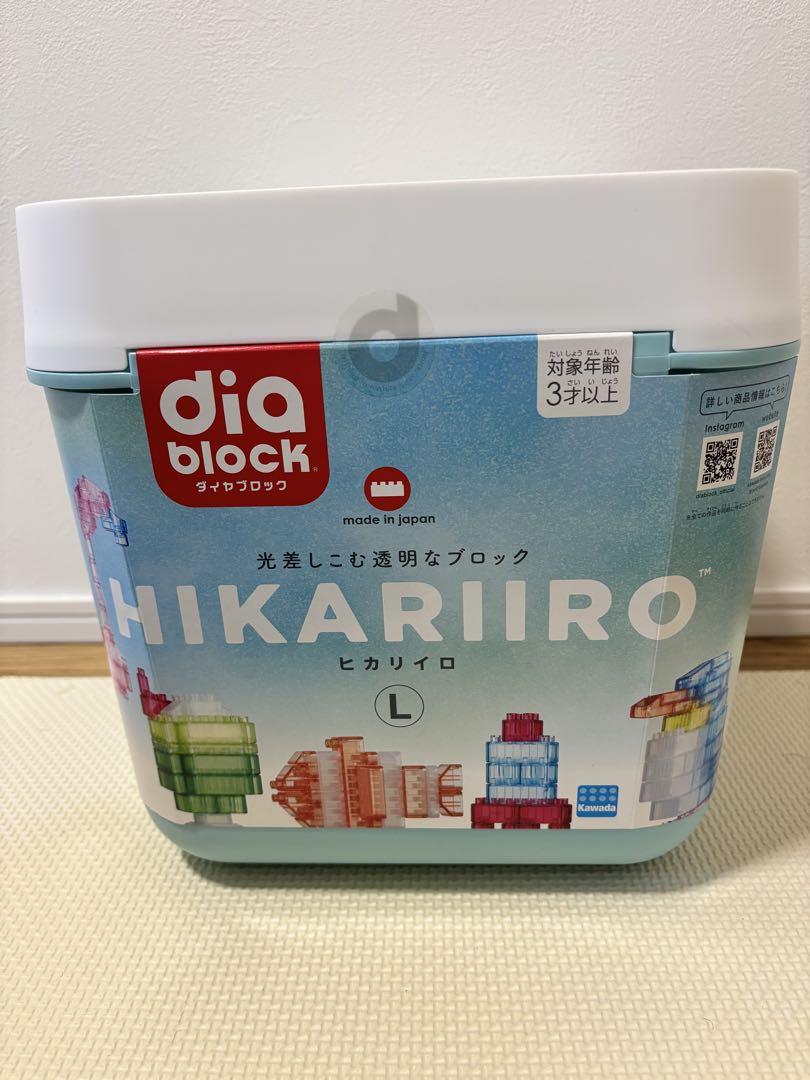 dia
block®
ダイヤブロック
d
made in japan
たいしょうねんれい
対象年齢
さいいじょう
3才以上
詳しい商品情報はこちら
Instagram
website
diablock_official
光差しこむ透明なブロック
HIKARIIRO™
ヒカリイロ
L
Kawada